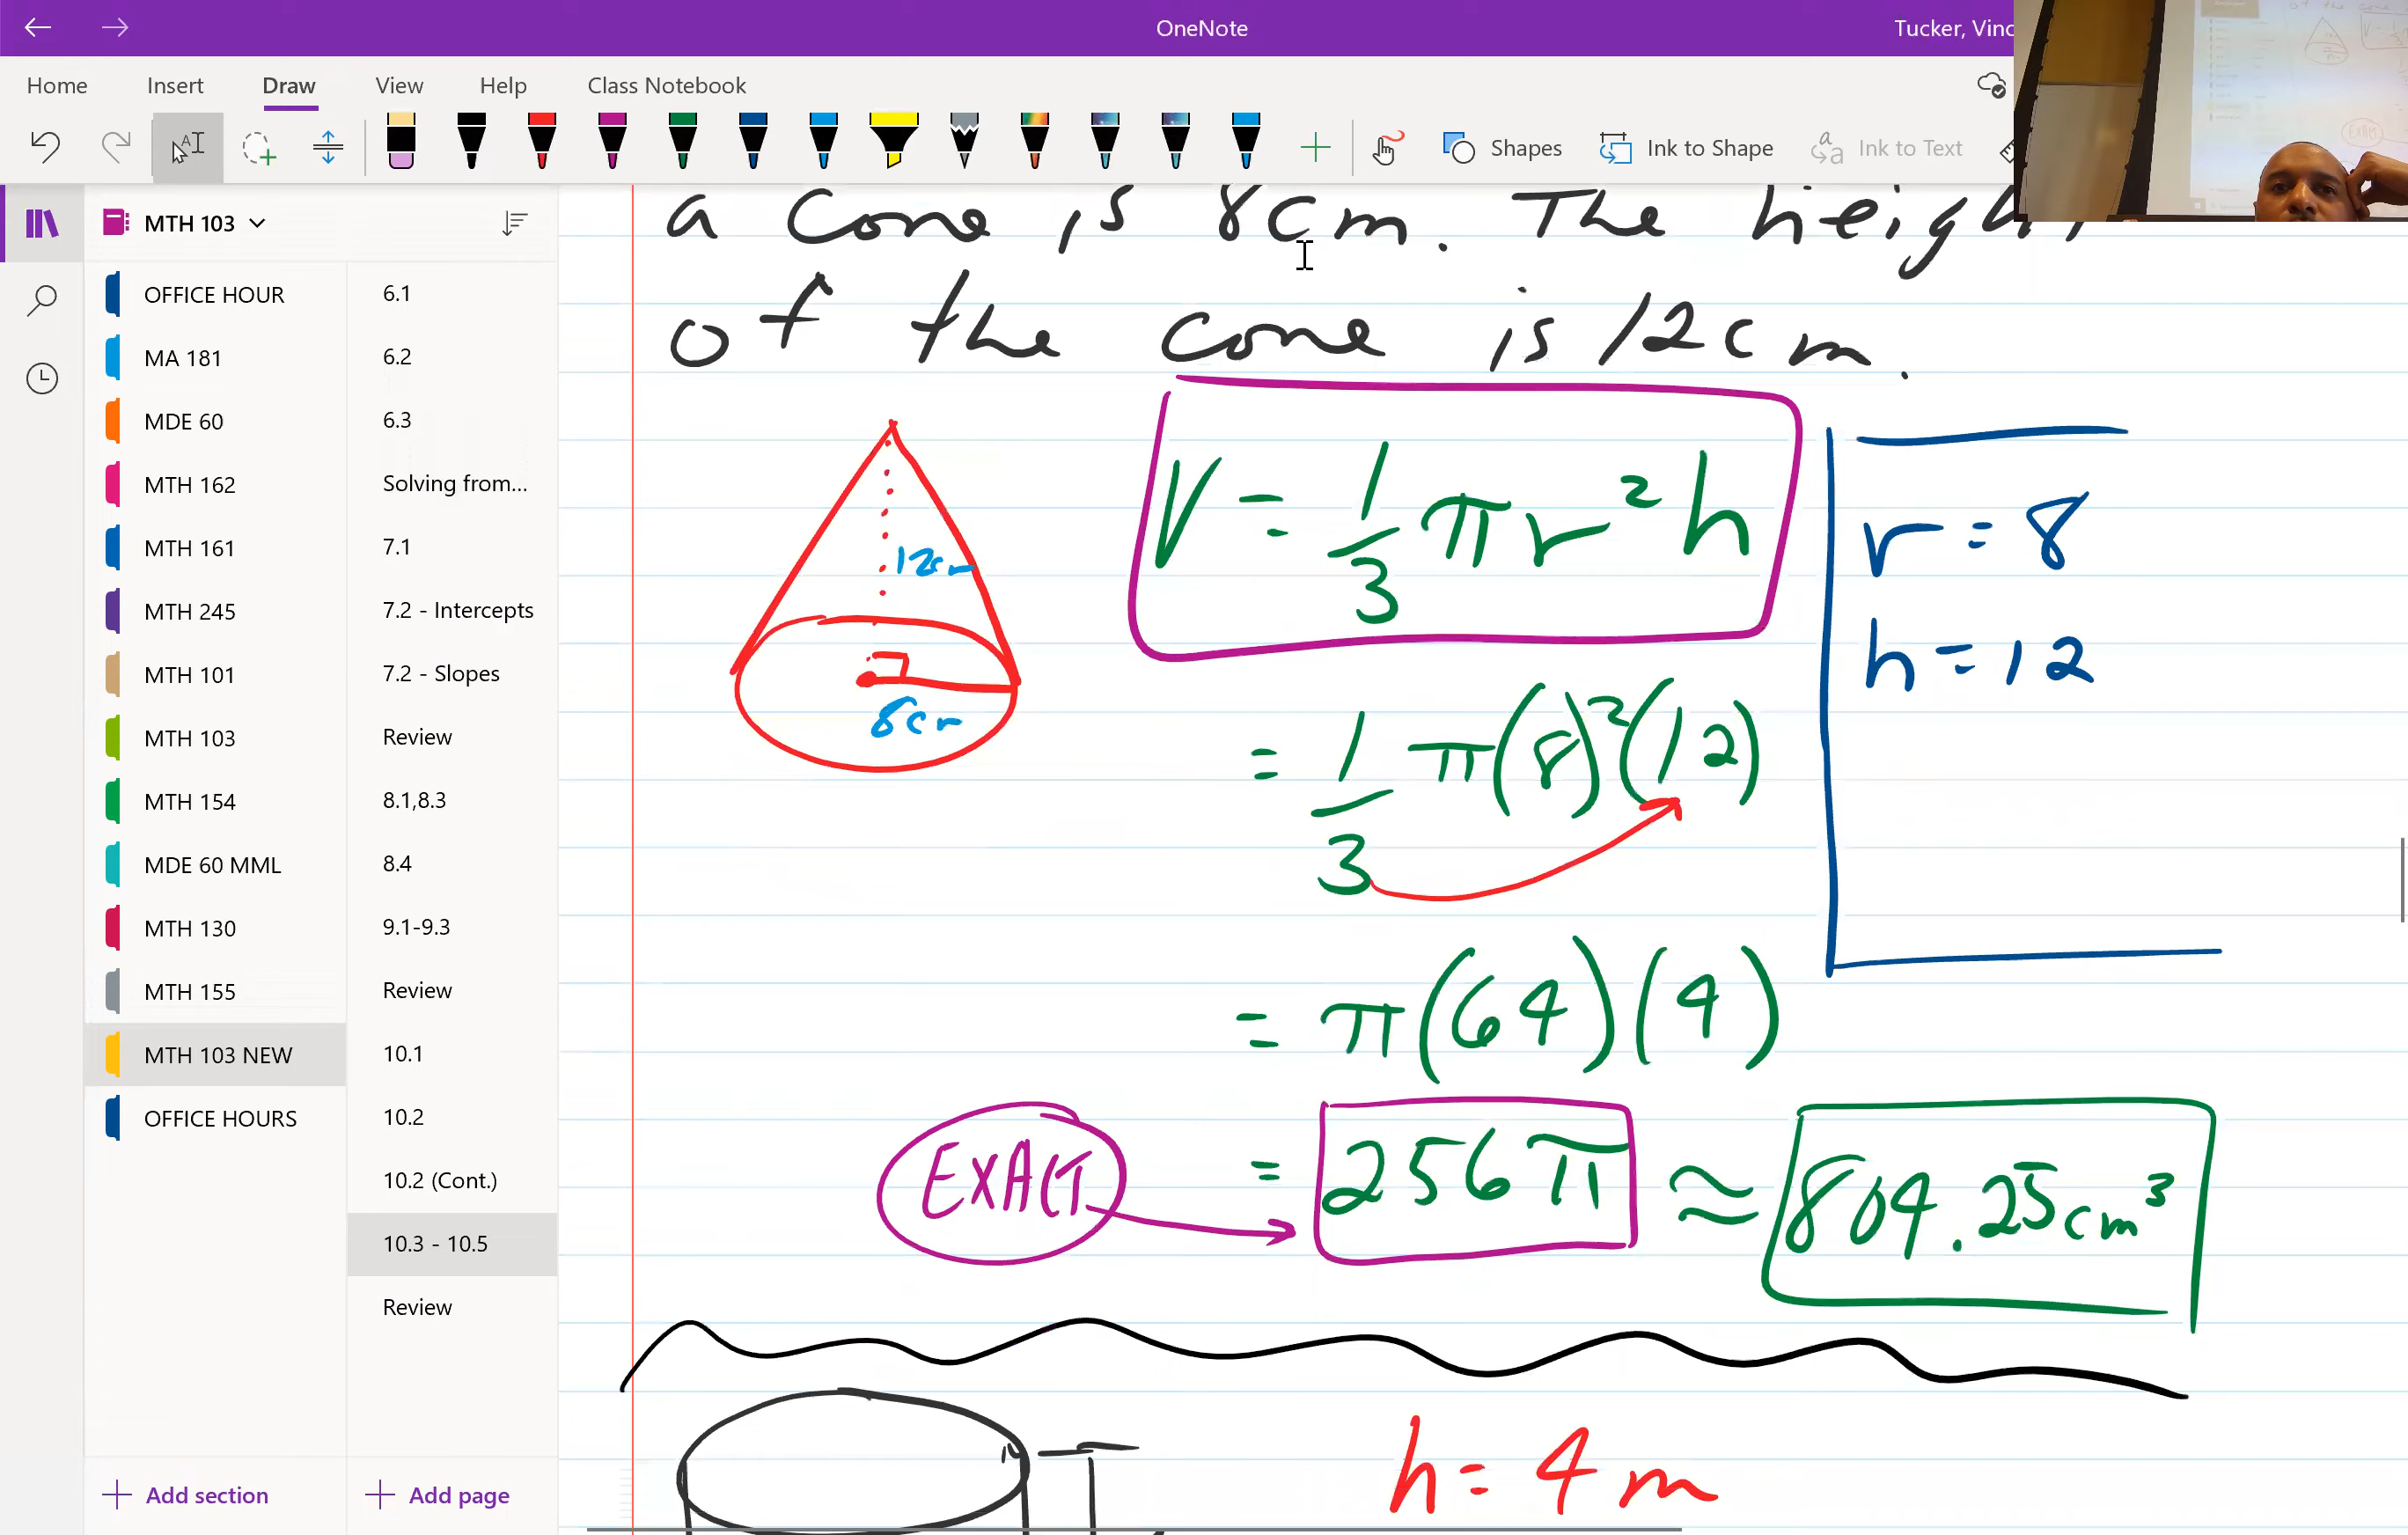 OneNote
Tucker, Vinc
Home Insert Draw View Help Class Notebook
Shapes Ink to Shape Ink to Text
MTH 103
OFFICE HOUR
MA 181
MDE 60
MTH 162
MTH 161
MTH 245
MTH 101
MTH 103
MTH 154
MDE 60 MML
MTH 130
MTH 155
MTH 103 NEW
OFFICE HOURS
Add section
6.1
6.2
6.3
Solving from...
7.1
7.2 - Intercepts
7.2 - Slopes
Review
8.1,8.3
8.4
9.1-9.3
Review
10.1
10.2
10.2 (Cont.)
10.3 - 10.5
Review
Add page
a cone is 8cm. The height
of the cone is 12cm.
12cm
8cm
V = 1/3 πr²h
r = 8
h = 12
= 1/3 π(8)²(12)
= π(64)(4)
EXACT = 256π ≈ 804.25cm³
h = 4 m